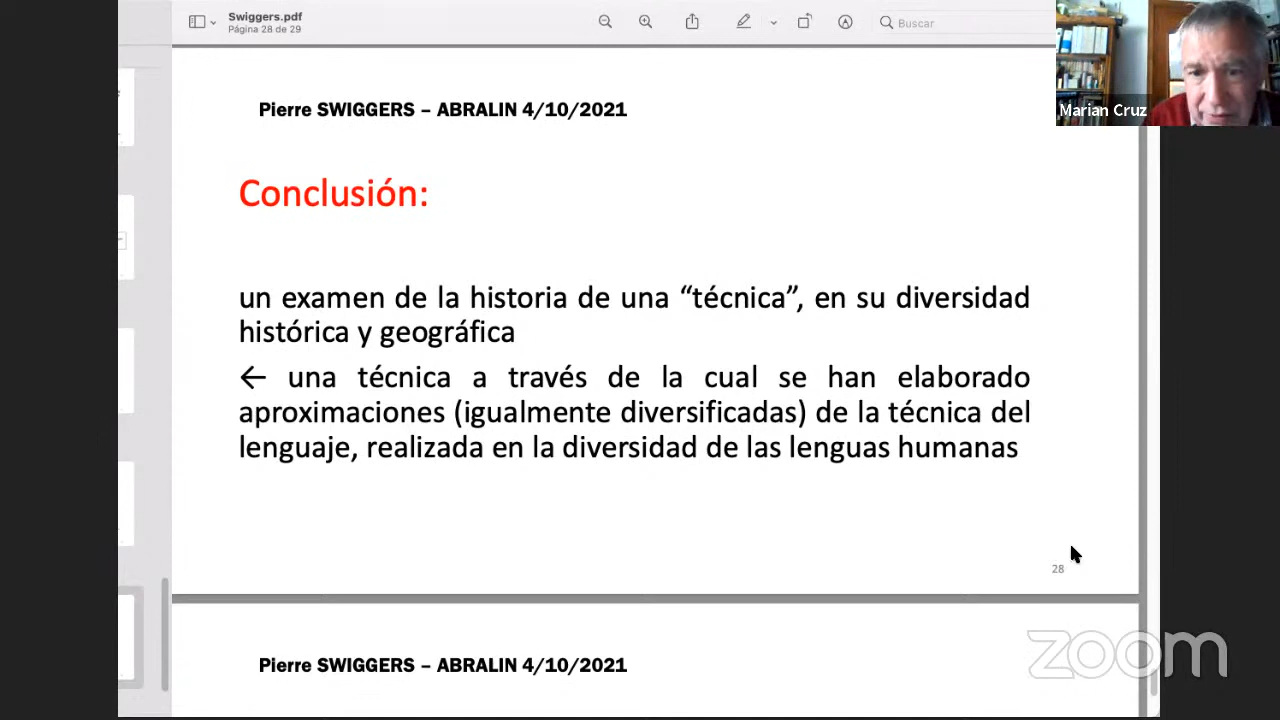 Swiggers.pdf
Página 28 de 29
Buscar
Marian Cruz
Pierre SWIGGERS – ABRALIN 4/10/2021
Conclusión:
un examen de la historia de una “técnica”, en su diversidad
histórica y geográfica
← una técnica a través de la cual se han elaborado
aproximaciones (igualmente diversificadas) de la técnica del
lenguaje, realizada en la diversidad de las lenguas humanas
28
Pierre SWIGGERS – ABRALIN 4/10/2021
zoom